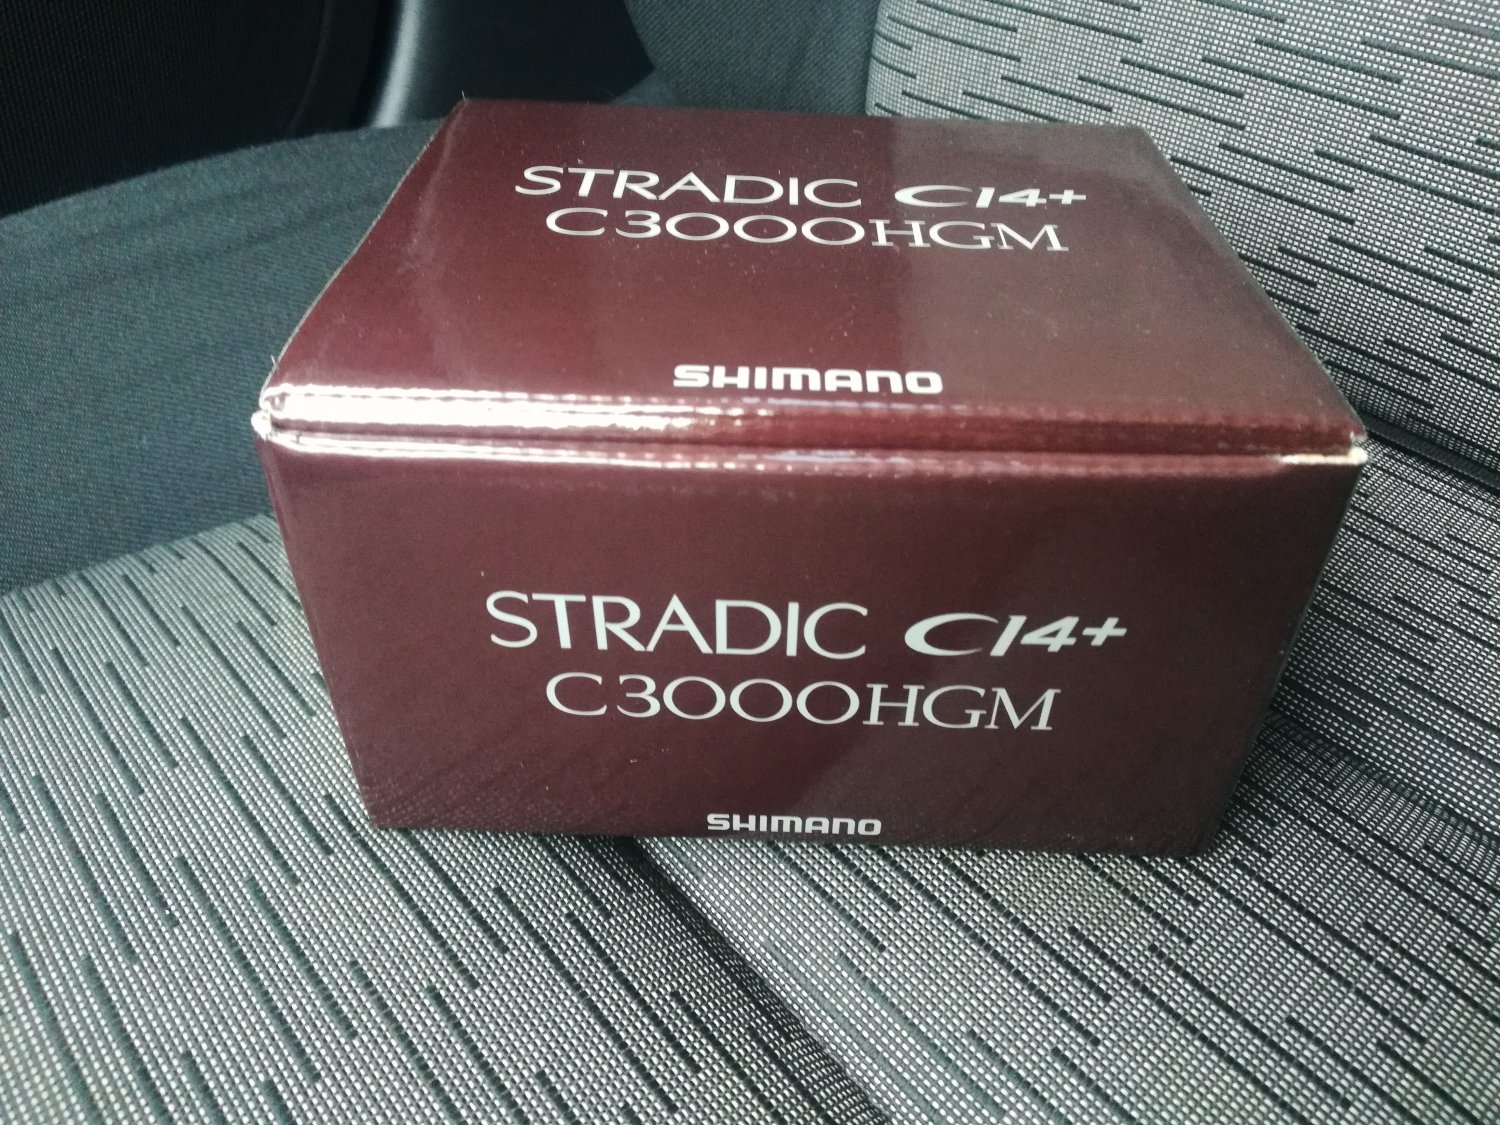 STRADIC CI4+
C3000HGM
SHIMANO
STRADIC CI4+
C3000HGM
SHIMANO